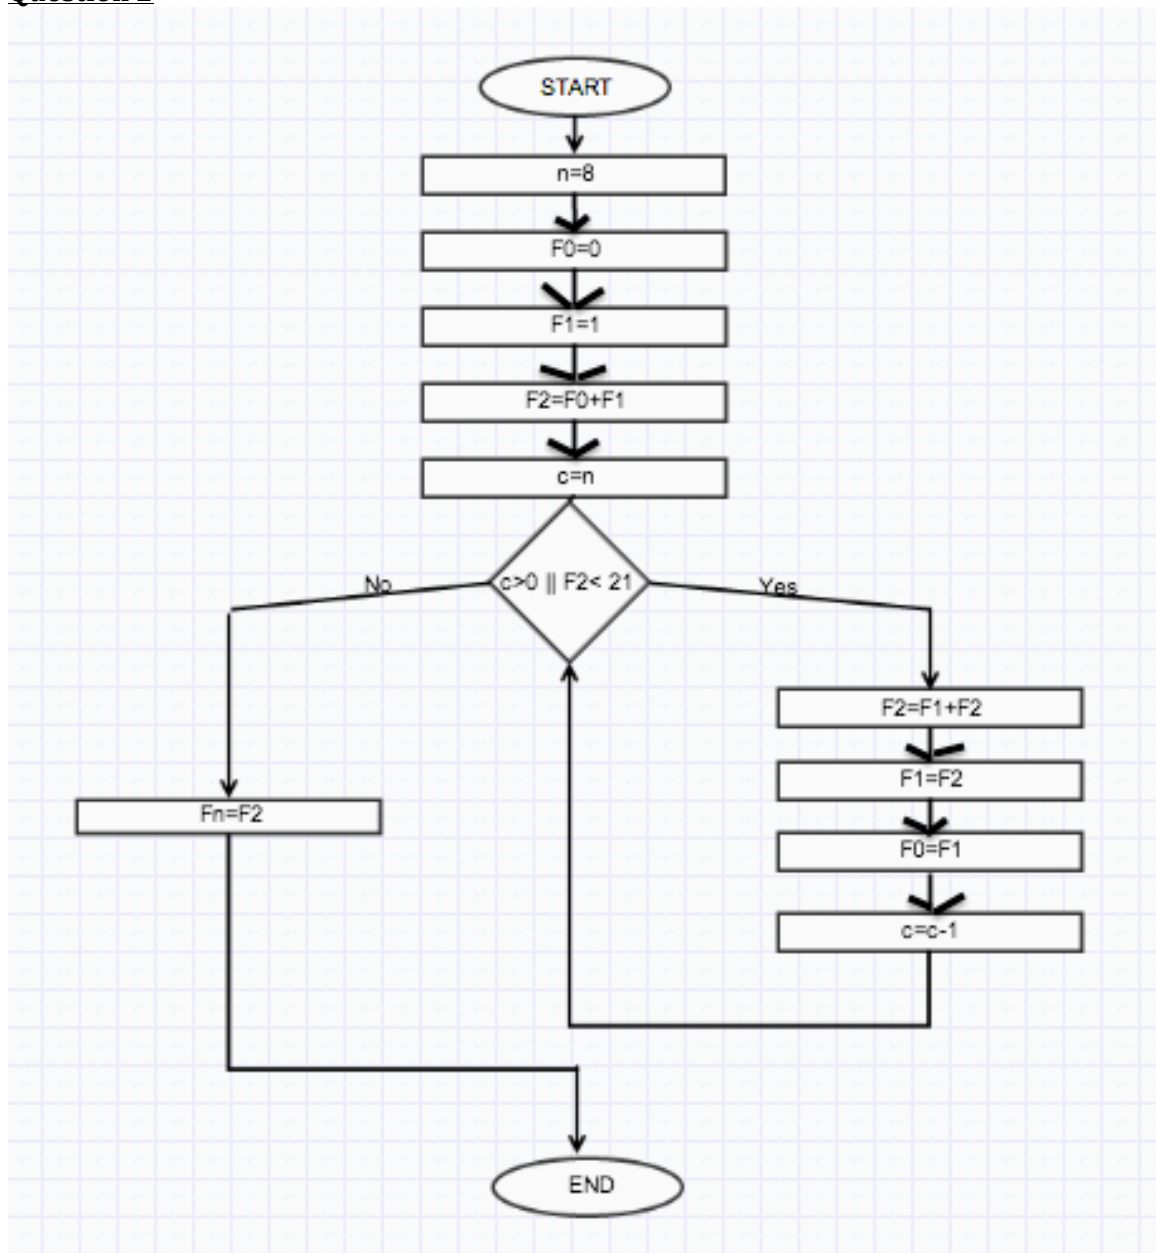 START
n=8
F0=0
F1=1
F2=F0+F1
c=n
c>0 || F2< 21
No
Yes
F2=F1+F2
F1=F2
F0=F1
c=c-1
Fn=F2
END